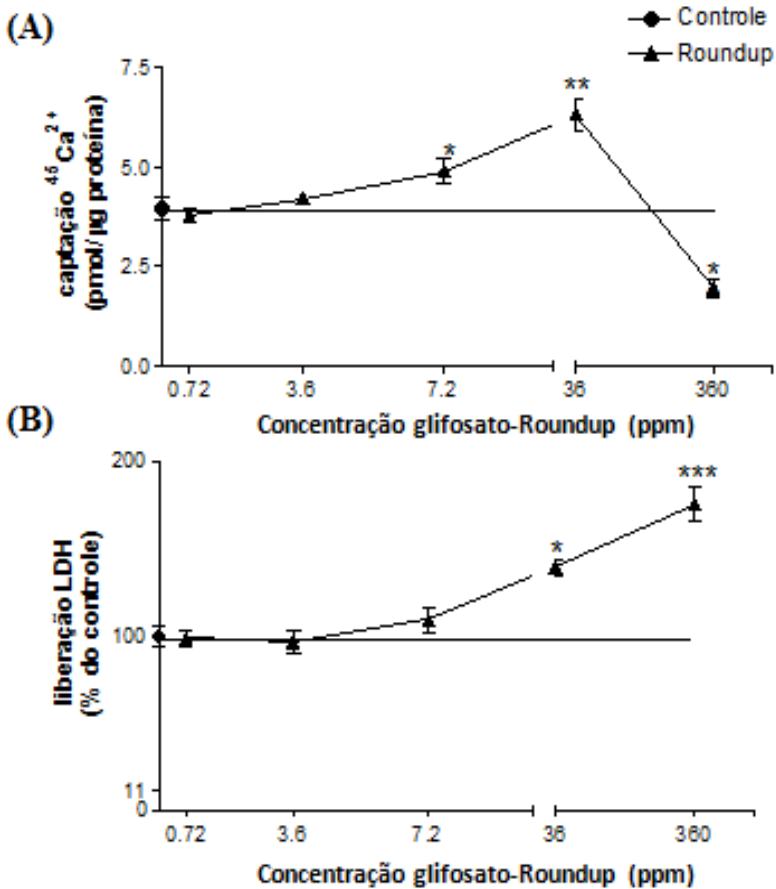 (A)
Controle
Roundup
captação ⁴⁵Ca²⁺
(pmol/µg proteína)
7.5
5.0
2.5
0.0
*
**
*
0.72 3.6 7.2 36 360
Concentração glifosato-Roundup (ppm)
(B)
liberação LDH
(% do controle)
200
100
11
0
*
***
0.72 3.6 7.2 36 360
Concentração glifosato-Roundup (ppm)